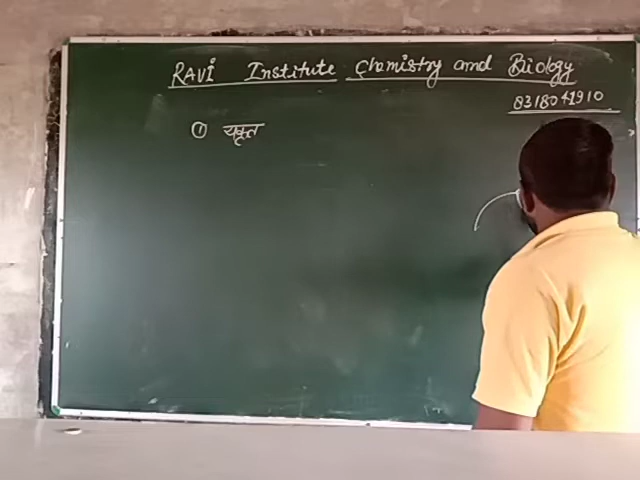 RAVI Institute Chemistry and Biology
8318041910
① यकृत